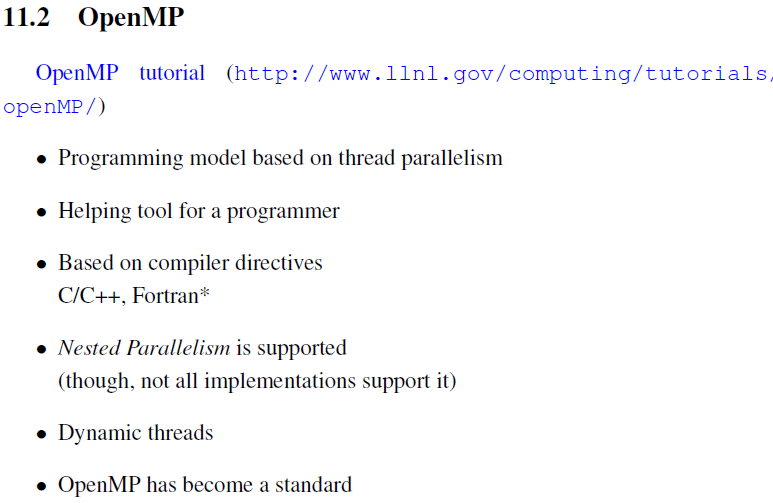 11.2 OpenMP
OpenMP tutorial (http://www.llnl.gov/computing/tutorials/
openMP/)
• Programming model based on thread parallelism
• Helping tool for a programmer
• Based on compiler directives
C/C++, Fortran*
• Nested Parallelism is supported
(though, not all implementations support it)
• Dynamic threads
• OpenMP has become a standard